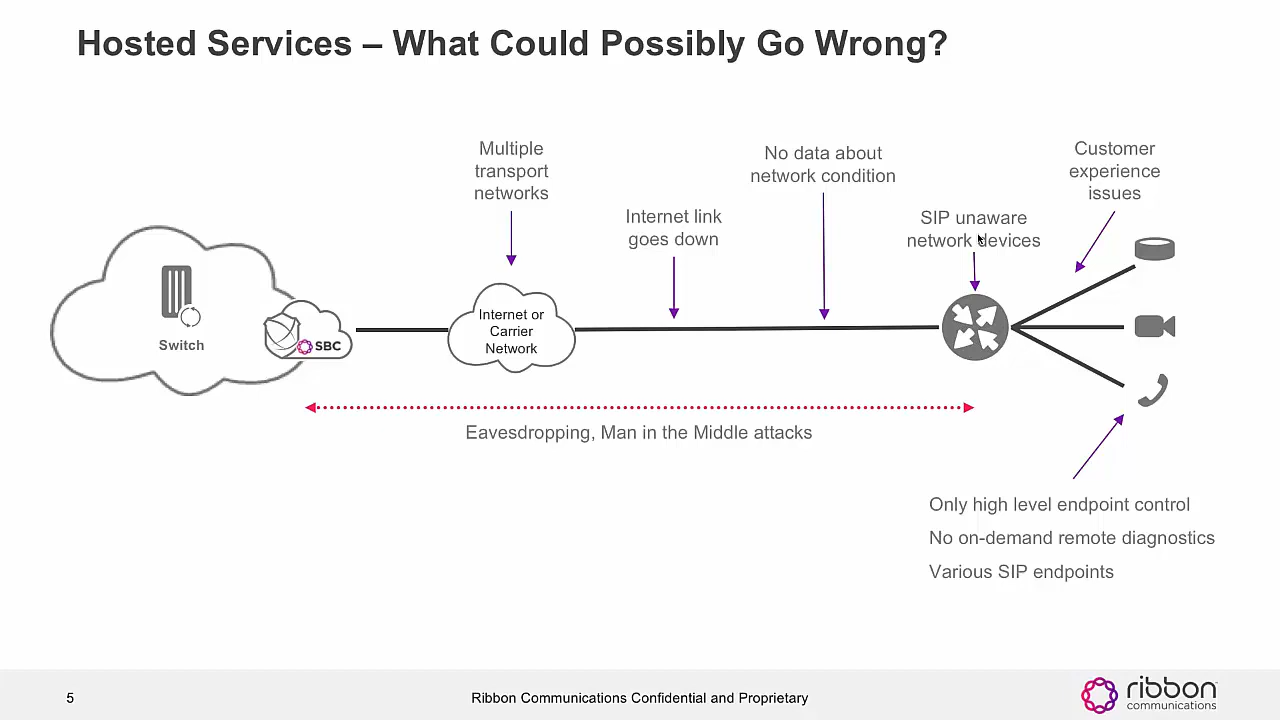 Hosted Services – What Could Possibly Go Wrong?
Multiple
transport
networks
Internet link
goes down
No data about
network condition
SIP unaware
network devices
Customer
experience
issues
Switch
SBC
Internet or
Carrier
Network
Eavesdropping, Man in the Middle attacks
Only high level endpoint control
No on-demand remote diagnostics
Various SIP endpoints
5
Ribbon Communications Confidential and Proprietary
ribbon
communications